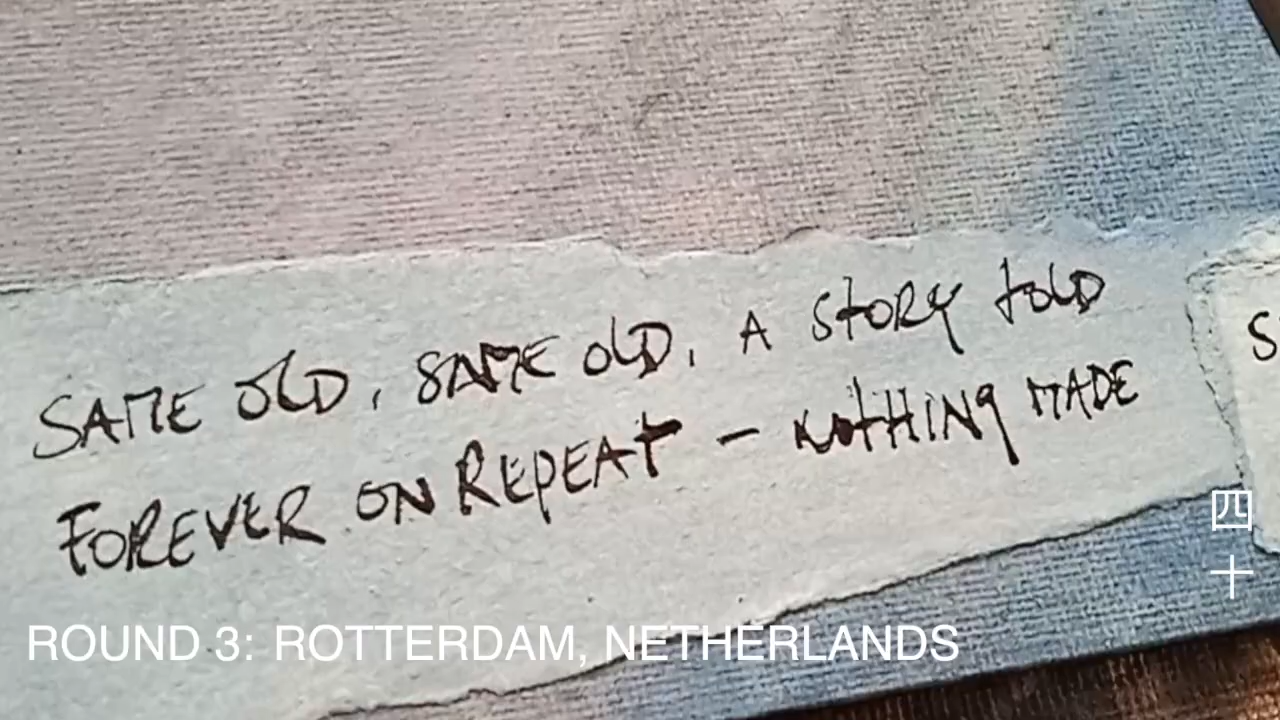 SAME OLD, SAME OLD, A STORY TOLD
FOREVER ON REPEAT – NOTHING MADE
S
四十
ROUND 3: ROTTERDAM, NETHERLANDS